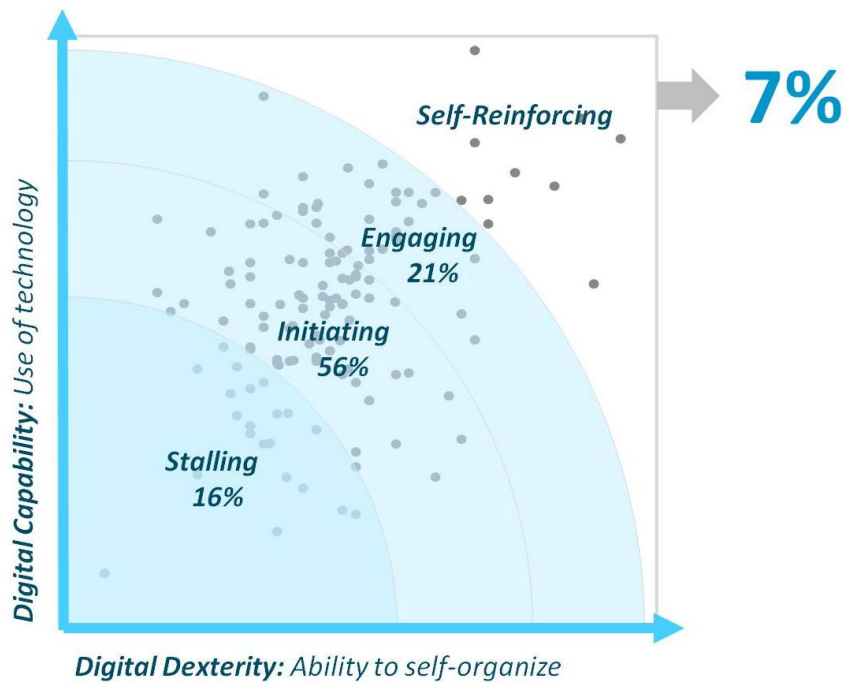 7%
Self-Reinforcing
Engaging
21%
Initiating
56%
Stalling
16%
Digital Capability: Use of technology
Digital Dexterity: Ability to self-organize